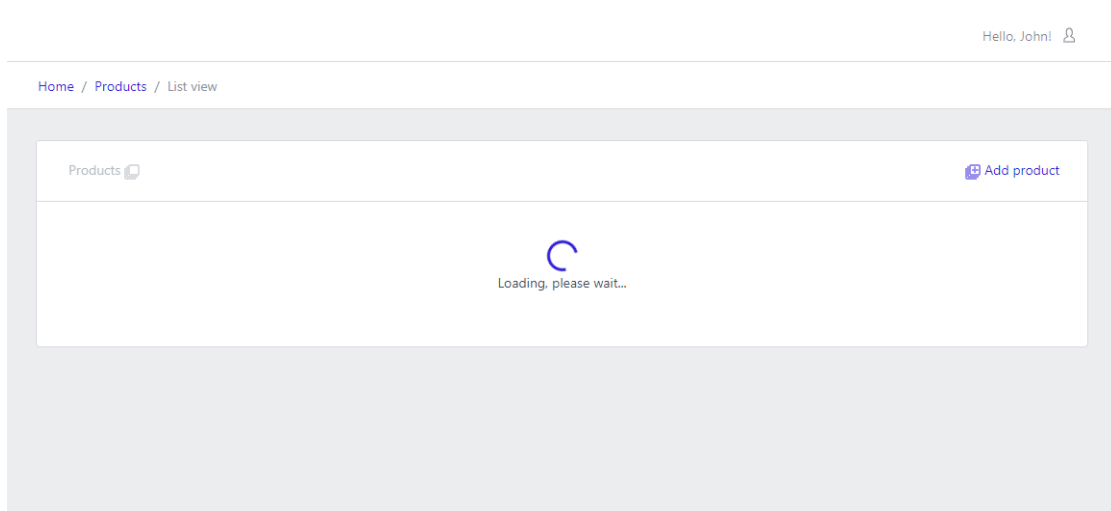 Hello, John!
Home / Products / List view
Products
Add product
Loading, please wait...